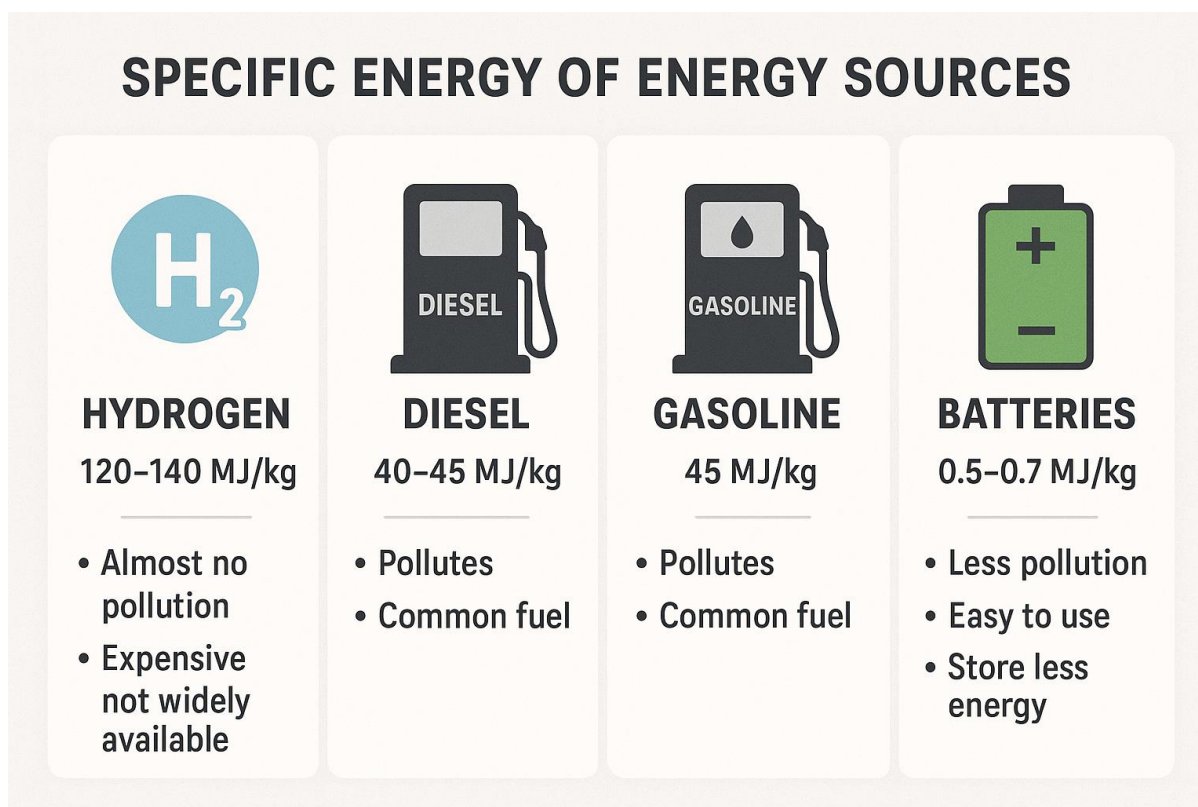 SPECIFIC ENERGY OF ENERGY SOURCES
H2
HYDROGEN
120–140 MJ/kg
• Almost no
pollution
• Expensive
not widely
available
DIESEL
DIESEL
40–45 MJ/kg
• Pollutes
• Common fuel
GASOLINE
GASOLINE
45 MJ/kg
• Pollutes
• Common fuel
+
–
BATTERIES
0.5–0.7 MJ/kg
• Less pollution
• Easy to use
• Store less
energy